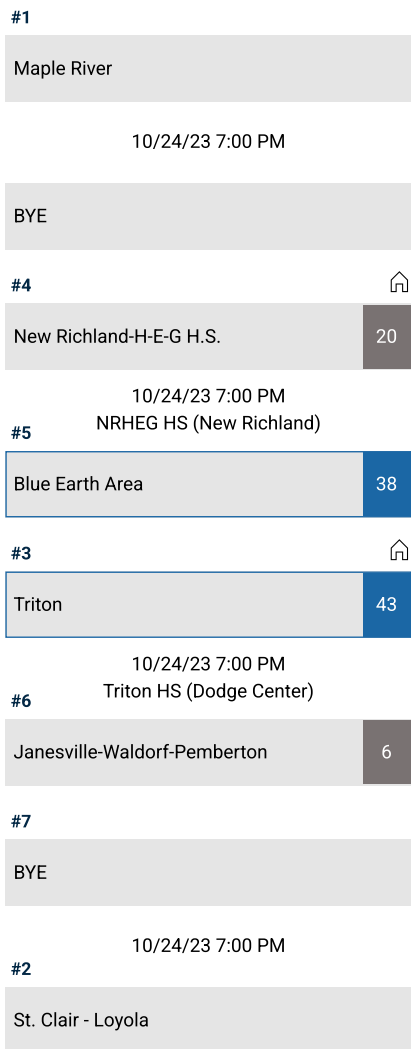 #1
Maple River
10/24/23 7:00 PM
BYE
#4
New Richland-H-E-G H.S.
20
10/24/23 7:00 PM
NRHEG HS (New Richland)
#5
Blue Earth Area
38
#3
Triton
43
10/24/23 7:00 PM
Triton HS (Dodge Center)
#6
Janesville-Waldorf-Pemberton
6
#7
BYE
10/24/23 7:00 PM
#2
St. Clair - Loyola